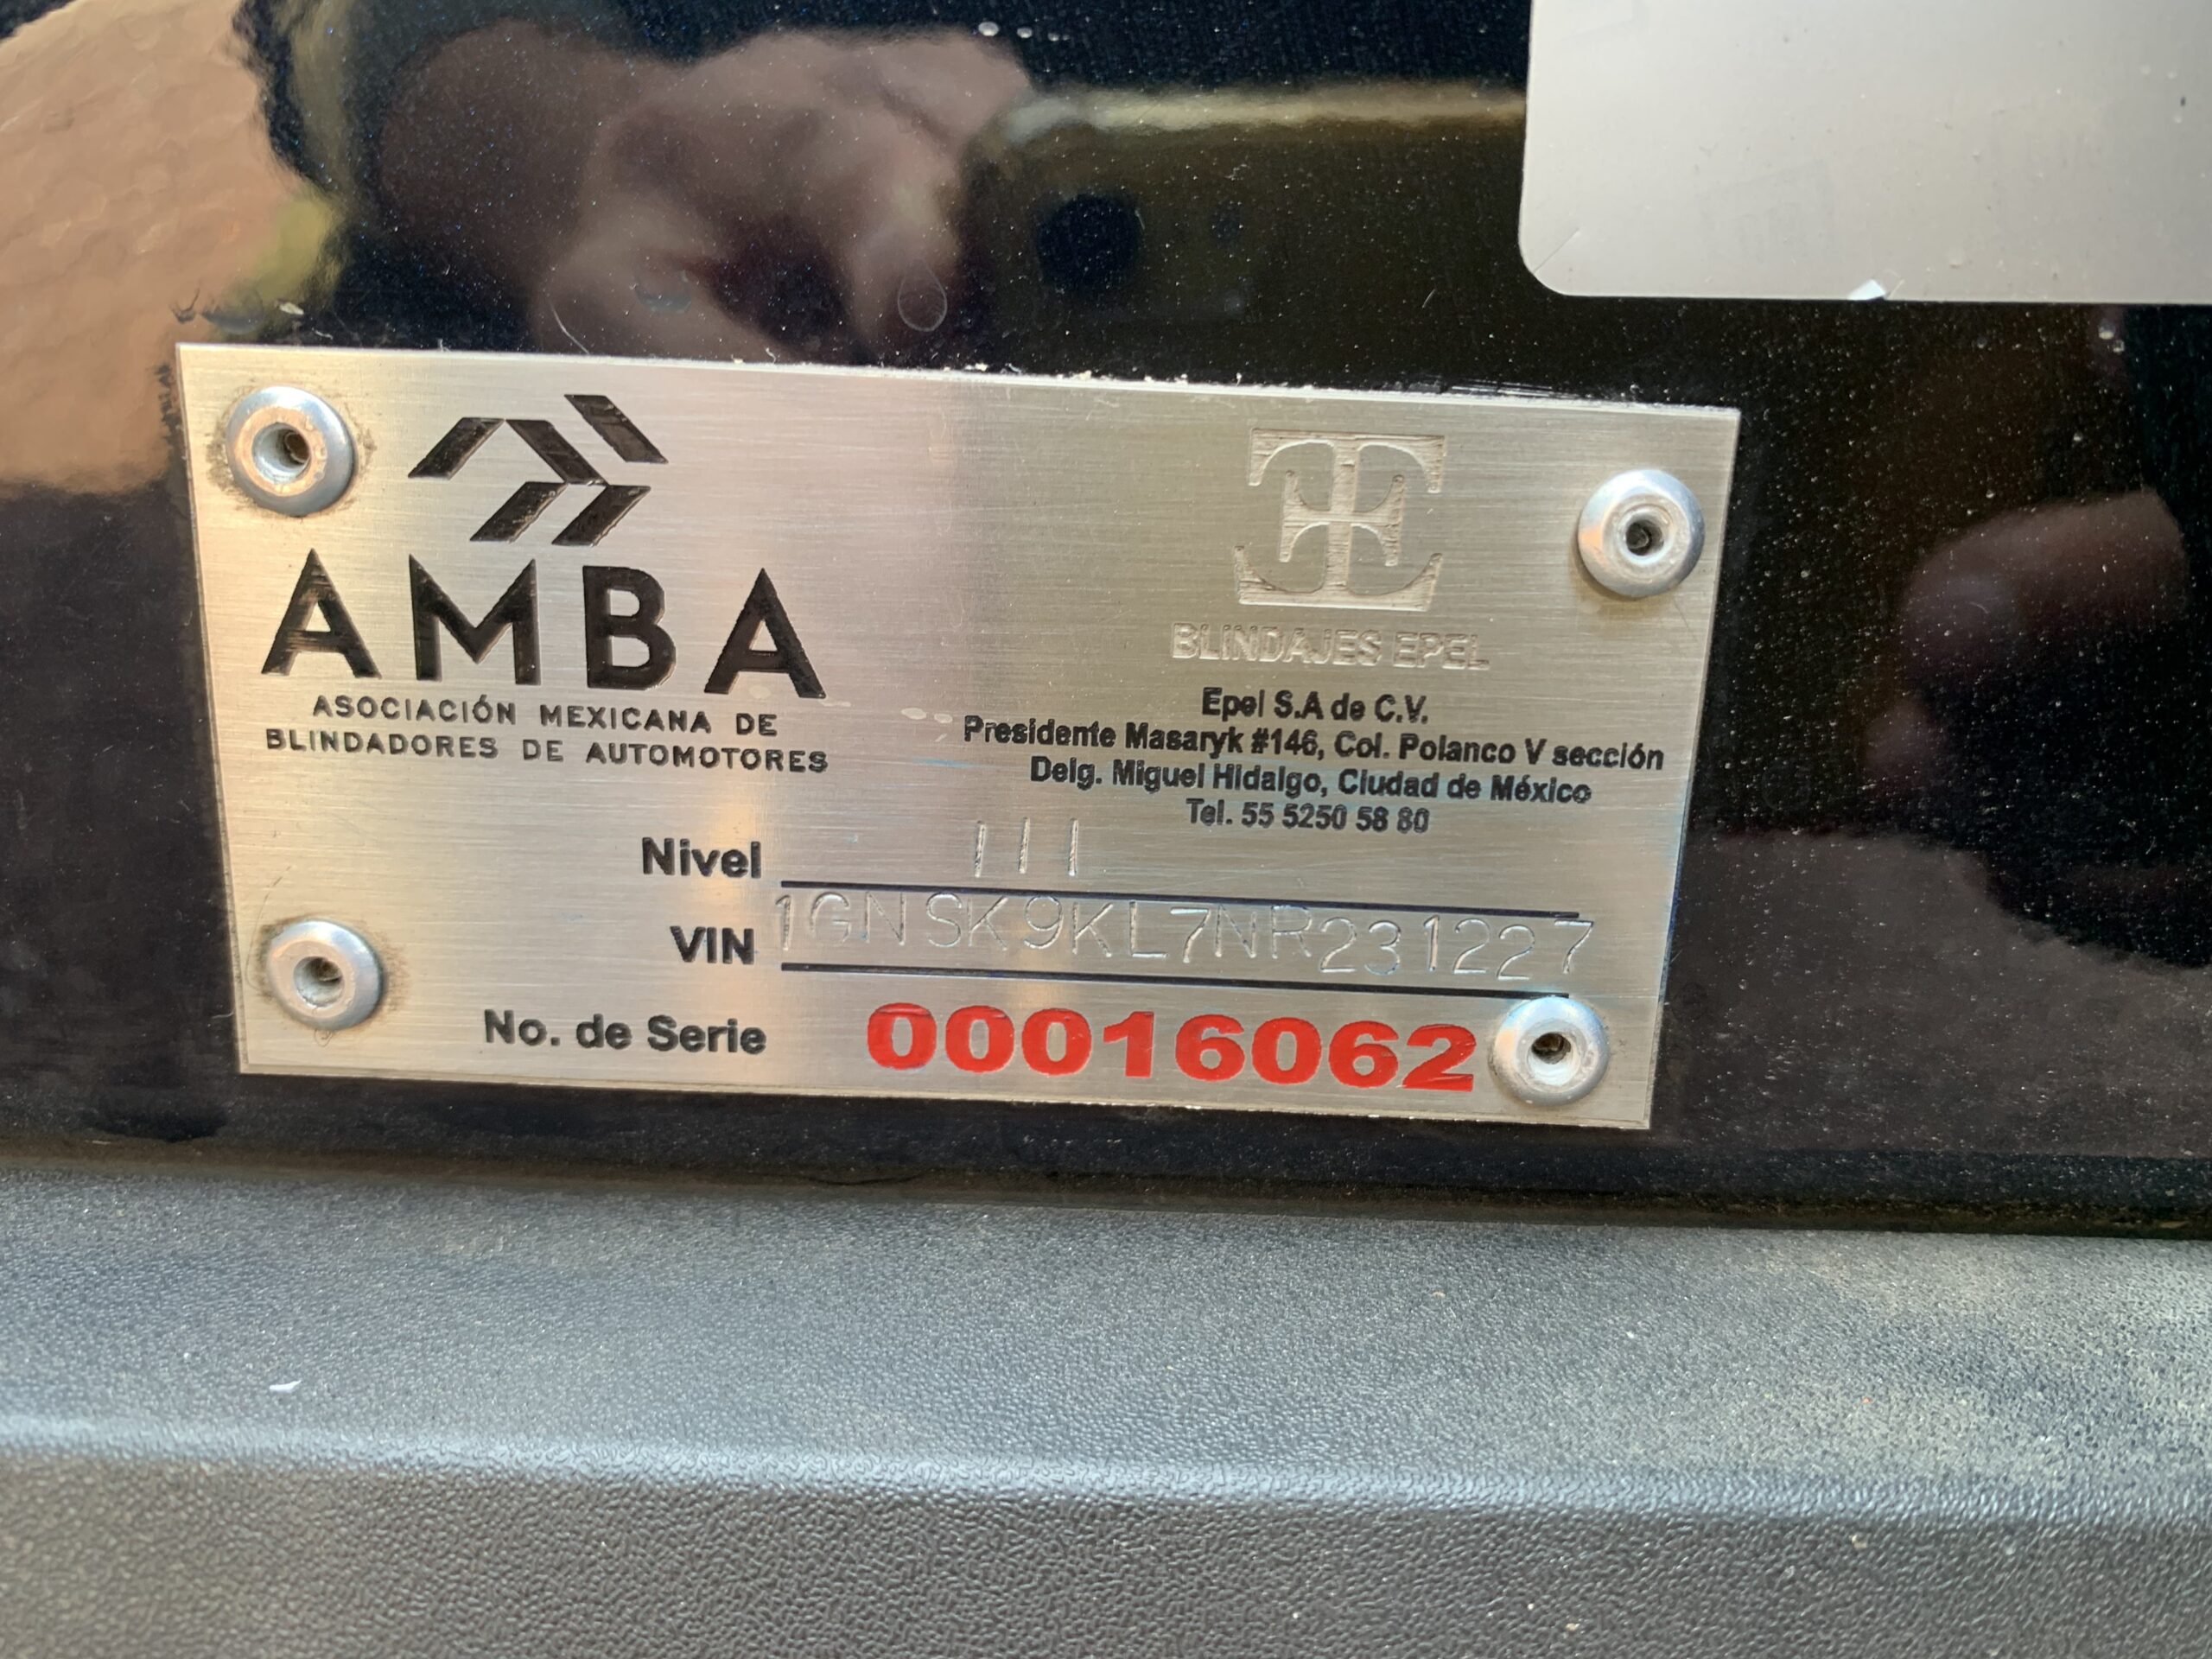 AMBA
ASOCIACIÓN MEXICANA DE
BLINDADORES DE AUTOMOTORES
BLINDAJES EPEL
Epel S.A de C.V.
Presidente Masaryk #146, Col. Polanco V sección
Delg. Miguel Hidalgo, Ciudad de México
Tel. 55 5250 58 80
Nivel III
VIN 1GNSK9KL7NR231227
No. de Serie 00016062